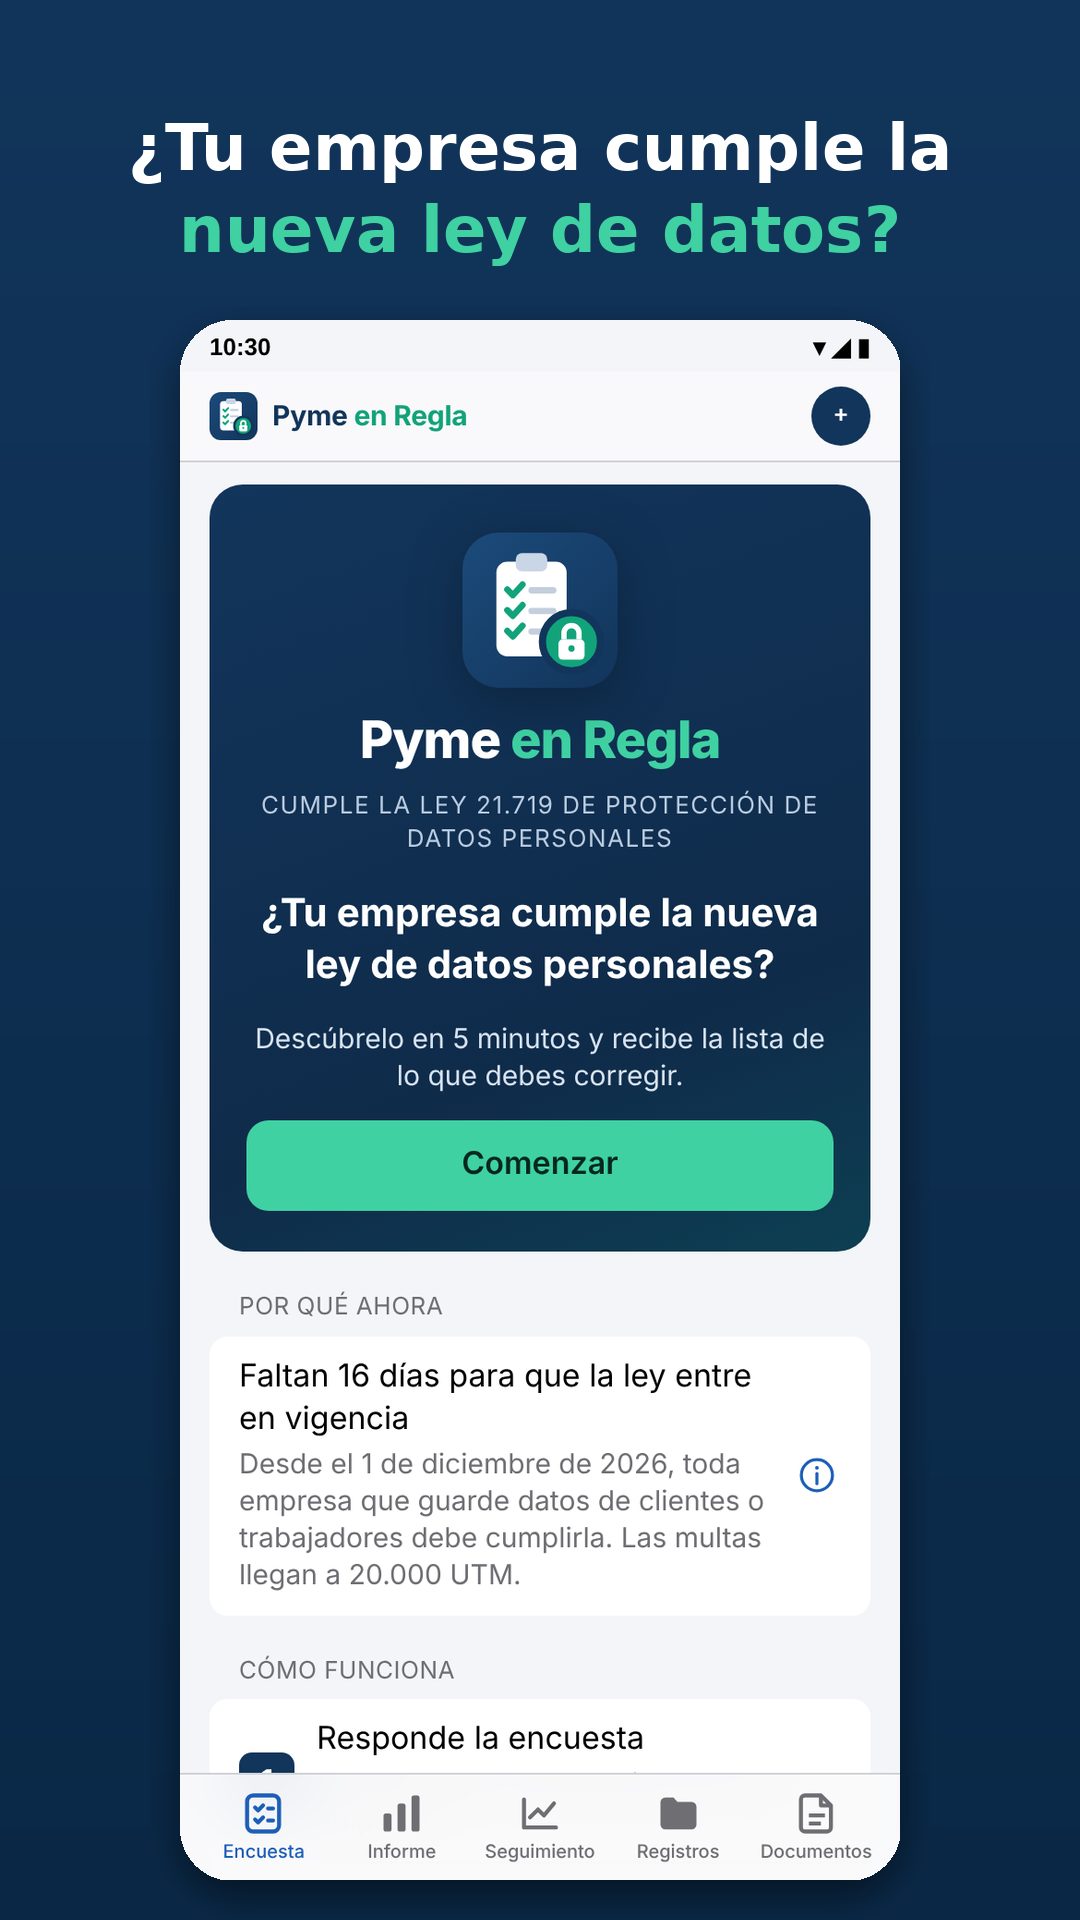 ¿Tu empresa cumple la
nueva ley de datos?
10:30
Pyme en Regla
+
Pyme en Regla
CUMPLE LA LEY 21.719 DE PROTECCIÓN DE
DATOS PERSONALES
¿Tu empresa cumple la nueva
ley de datos personales?
Descúbrelo en 5 minutos y recibe la lista de
lo que debes corregir.
Comenzar
POR QUÉ AHORA
Faltan 16 días para que la ley entre
en vigencia
Desde el 1 de diciembre de 2026, toda
empresa que guarde datos de clientes o
trabajadores debe cumplirla. Las multas
llegan a 20.000 UTM.
CÓMO FUNCIONA
Responde la encuesta
Encuesta
Informe
Seguimiento
Registros
Documentos